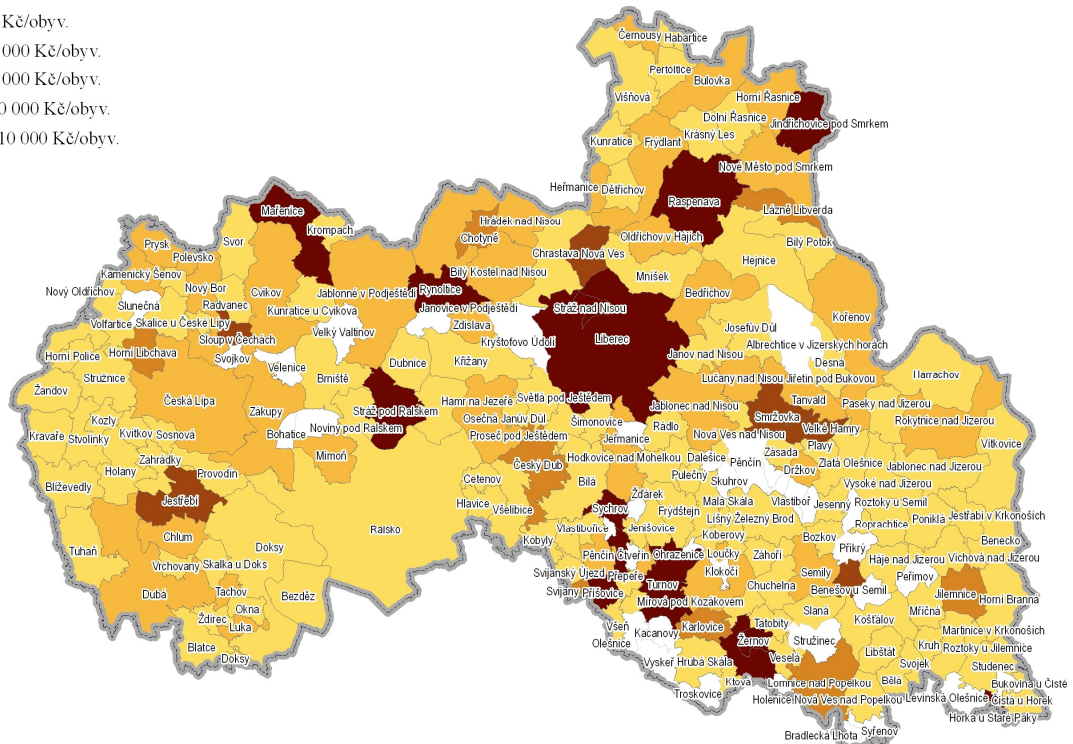 Kč/obyv.
000 Kč/obyv.
000 Kč/obyv.
0 000 Kč/obyv.
10 000 Kč/obyv.
Černousy
Habartice
Pertoltice
Bulovka
Višňová
Horní Řasnice
Dolní Řasnice
Jindřichovice pod Smrkem
Kunratice
Frýdlant
Krásný Les
Nové Město pod Smrkem
Heřmanice
Dětřichov
Raspenava
Lázně Libverda
Mařenice
Krompach
Hrádek nad Nisou
Chotyně
Oldřichov v Hájích
Bílý Potok
Prysk
Svor
Polevsko
Chrastava
Nová Ves
Mníšek
Hejnice
Kamenický Šenov
Bílý Kostel nad Nisou
Nový Oldřichov
Nový Bor
Cvikov
Jablonné v Podještědí
Rynoltice
Bedřichov
Slunečná
Radvanec
Kunratice u Cvikova
Janovice v Podještědí
Stráž nad Nisou
Kořenov
Volfartice
Skalice u České Lípy
Velký Valtinov
Zdislava
Josefův Důl
Sloup v Čechách
Kryštofovo Údolí
Liberec
Albrechtice v Jizerských horách
Horní Police
Horní Libchava
Svojkov
Dubnice
Křižany
Janov nad Nisou
Desná
Velenice
Stružnice
Brniště
Lučany nad Nisou
Jiřetín pod Bukovou
Harrachov
Žandov
Česká Lípa
Hamr na Jezeře
Světlá pod Ještědem
Tanvald
Paseky nad Jizerou
Zákupy
Stráž pod Ralskem
Jablonec nad Nisou
Smržovka
Rokytnice nad Jizerou
Kozly
Osečná
Janův Důl
Šimonovice
Rádlo
Velké Hamry
Kravaře
Stvolínky
Kvítkov
Sosnová
Bohatice
Noviny pod Ralskem
Proseč pod Ještědem
Jeřmanice
Nová Ves nad Nisou
Plavy
Vítkovice
Zásada
Zahrádky
Mimoň
Hodkovice nad Mohelkou
Dalešice
Pěnčín
Zlatá Olešnice
Jablonec nad Jizerou
Holany
Provodín
Český Dub
Držkov
Pulečný
Skuhrov
Vysoké nad Jizerou
Blíževedly
Cetenov
Bílá
Žďárek
Malá Skála
Vlastiboř
Jesenný
Roztoky u Semil
Jestřebí
Hlavice
Všelibice
Sychrov
Frýdštejn
Líšný
Železný Brod
Roprachtice
Poniklá
Jestřabí v Krkonoších
Ralsko
Vlastibořice
Jenišovice
Koberovy
Bozkov
Benecko
Tuhaň
Chlum
Doksy
Kobyly
Pěnčín
Čtveřín
Ohrazenice
Loučky
Záhoří
Příkrý
Háje nad Jizerou
Víchová nad Jizerou
Vrchovany
Skalka u Doks
Svijanský Újezd
Přepeře
Klokočí
Semily
Peřimov
Dubá
Tachov
Bezděz
Svijany
Příšovice
Turnov
Chuchelna
Benešov u Semil
Jilemnice
Horní Branná
Okna
Mírová pod Kozákovem
Slaná
Mříčná
Ždírec
Luka
Všeň
Kacanovy
Karlovice
Tatobity
Košťálov
Martinice v Krkonoších
Olešnice
Žernov
Stružinec
Kruh
Roztoky u Jilemnice
Blatce
Doksy
Vyskeř
Hrubá Skála
Veselá
Libštát
Svojek
Studenec
Ktová
Lomnice nad Popelkou
Bělá
Bukovina u Čisté
Troskovice
Holenice
Nová Ves nad Popelkou
Levínská Olešnice
Čistá u Horek
Horka u Staré Paky
Bradlecká Lhota
Syřenov